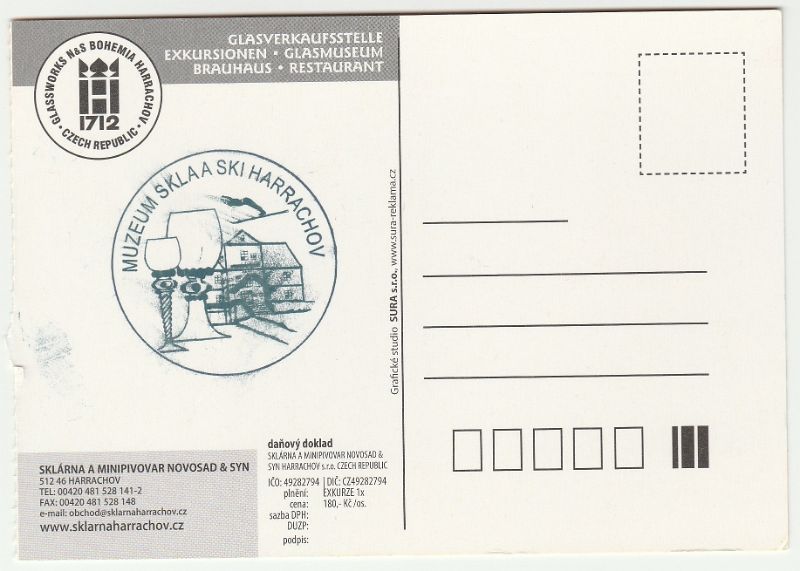 GLASVERKAUFSSTELLE
EXKURSIONEN • GLASMUSEUM
BRAUHAUS • RESTAURANT
GLASSWORKS N&S BOHEMIA HARRACHOV
1712
• CZECH REPUBLIC •
MUZEUM SKLA A SKI HARRACHOV
Grafické studio SURA s.r.o., www.sura-reklama.cz
SKLÁRNA A MINIPIVOVAR NOVOSAD & SYN
512 46 HARRACHOV
TEL: 00420 481 528 141-2
FAX: 00420 481 528 148
e-mail: obchod@sklarnaharrachov.cz
www.sklarnaharrachov.cz
daňový doklad
SKLÁRNA A MINIPIVOVAR NOVOSAD &
SYN HARRACHOV s.r.o. CZECH REPUBLIC
IČO: 49282794 | DIČ: CZ49282794
plnění: EXKURZE 1x
cena: 180,- Kč /os.
sazba DPH:
DUZP:
podpis: